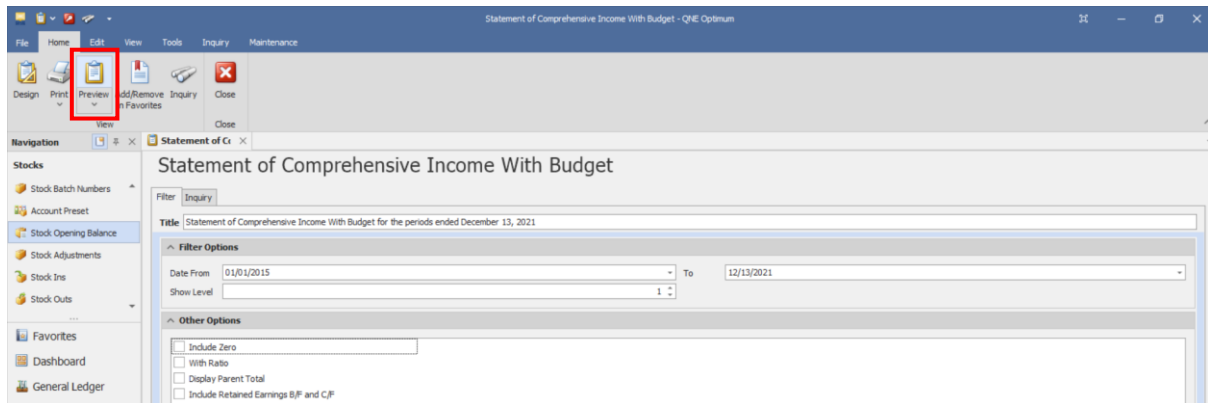 Statement of Comprehensive Income With Budget - QNE Optimum
File Home Edit View Tools Inquiry Maintenance
Design Print Preview Add/Remove Inquiry Close
in Favorites
View Close
Navigation Statement of Co
Stocks
Statement of Comprehensive Income With Budget
Stock Batch Numbers
Filter Inquiry
Account Preset
Title Statement of Comprehensive Income With Budget for the periods ended December 13, 2021
Stock Opening Balance
Filter Options
Stock Adjustments
Date From 01/01/2015 To 12/13/2021
Stock Ins
Show Level 1
Stock Outs
Other Options
Favorites
Include Zero
Dashboard
With Ratio
Display Parent Total
General Ledger
Include Retained Earnings B/F and C/F